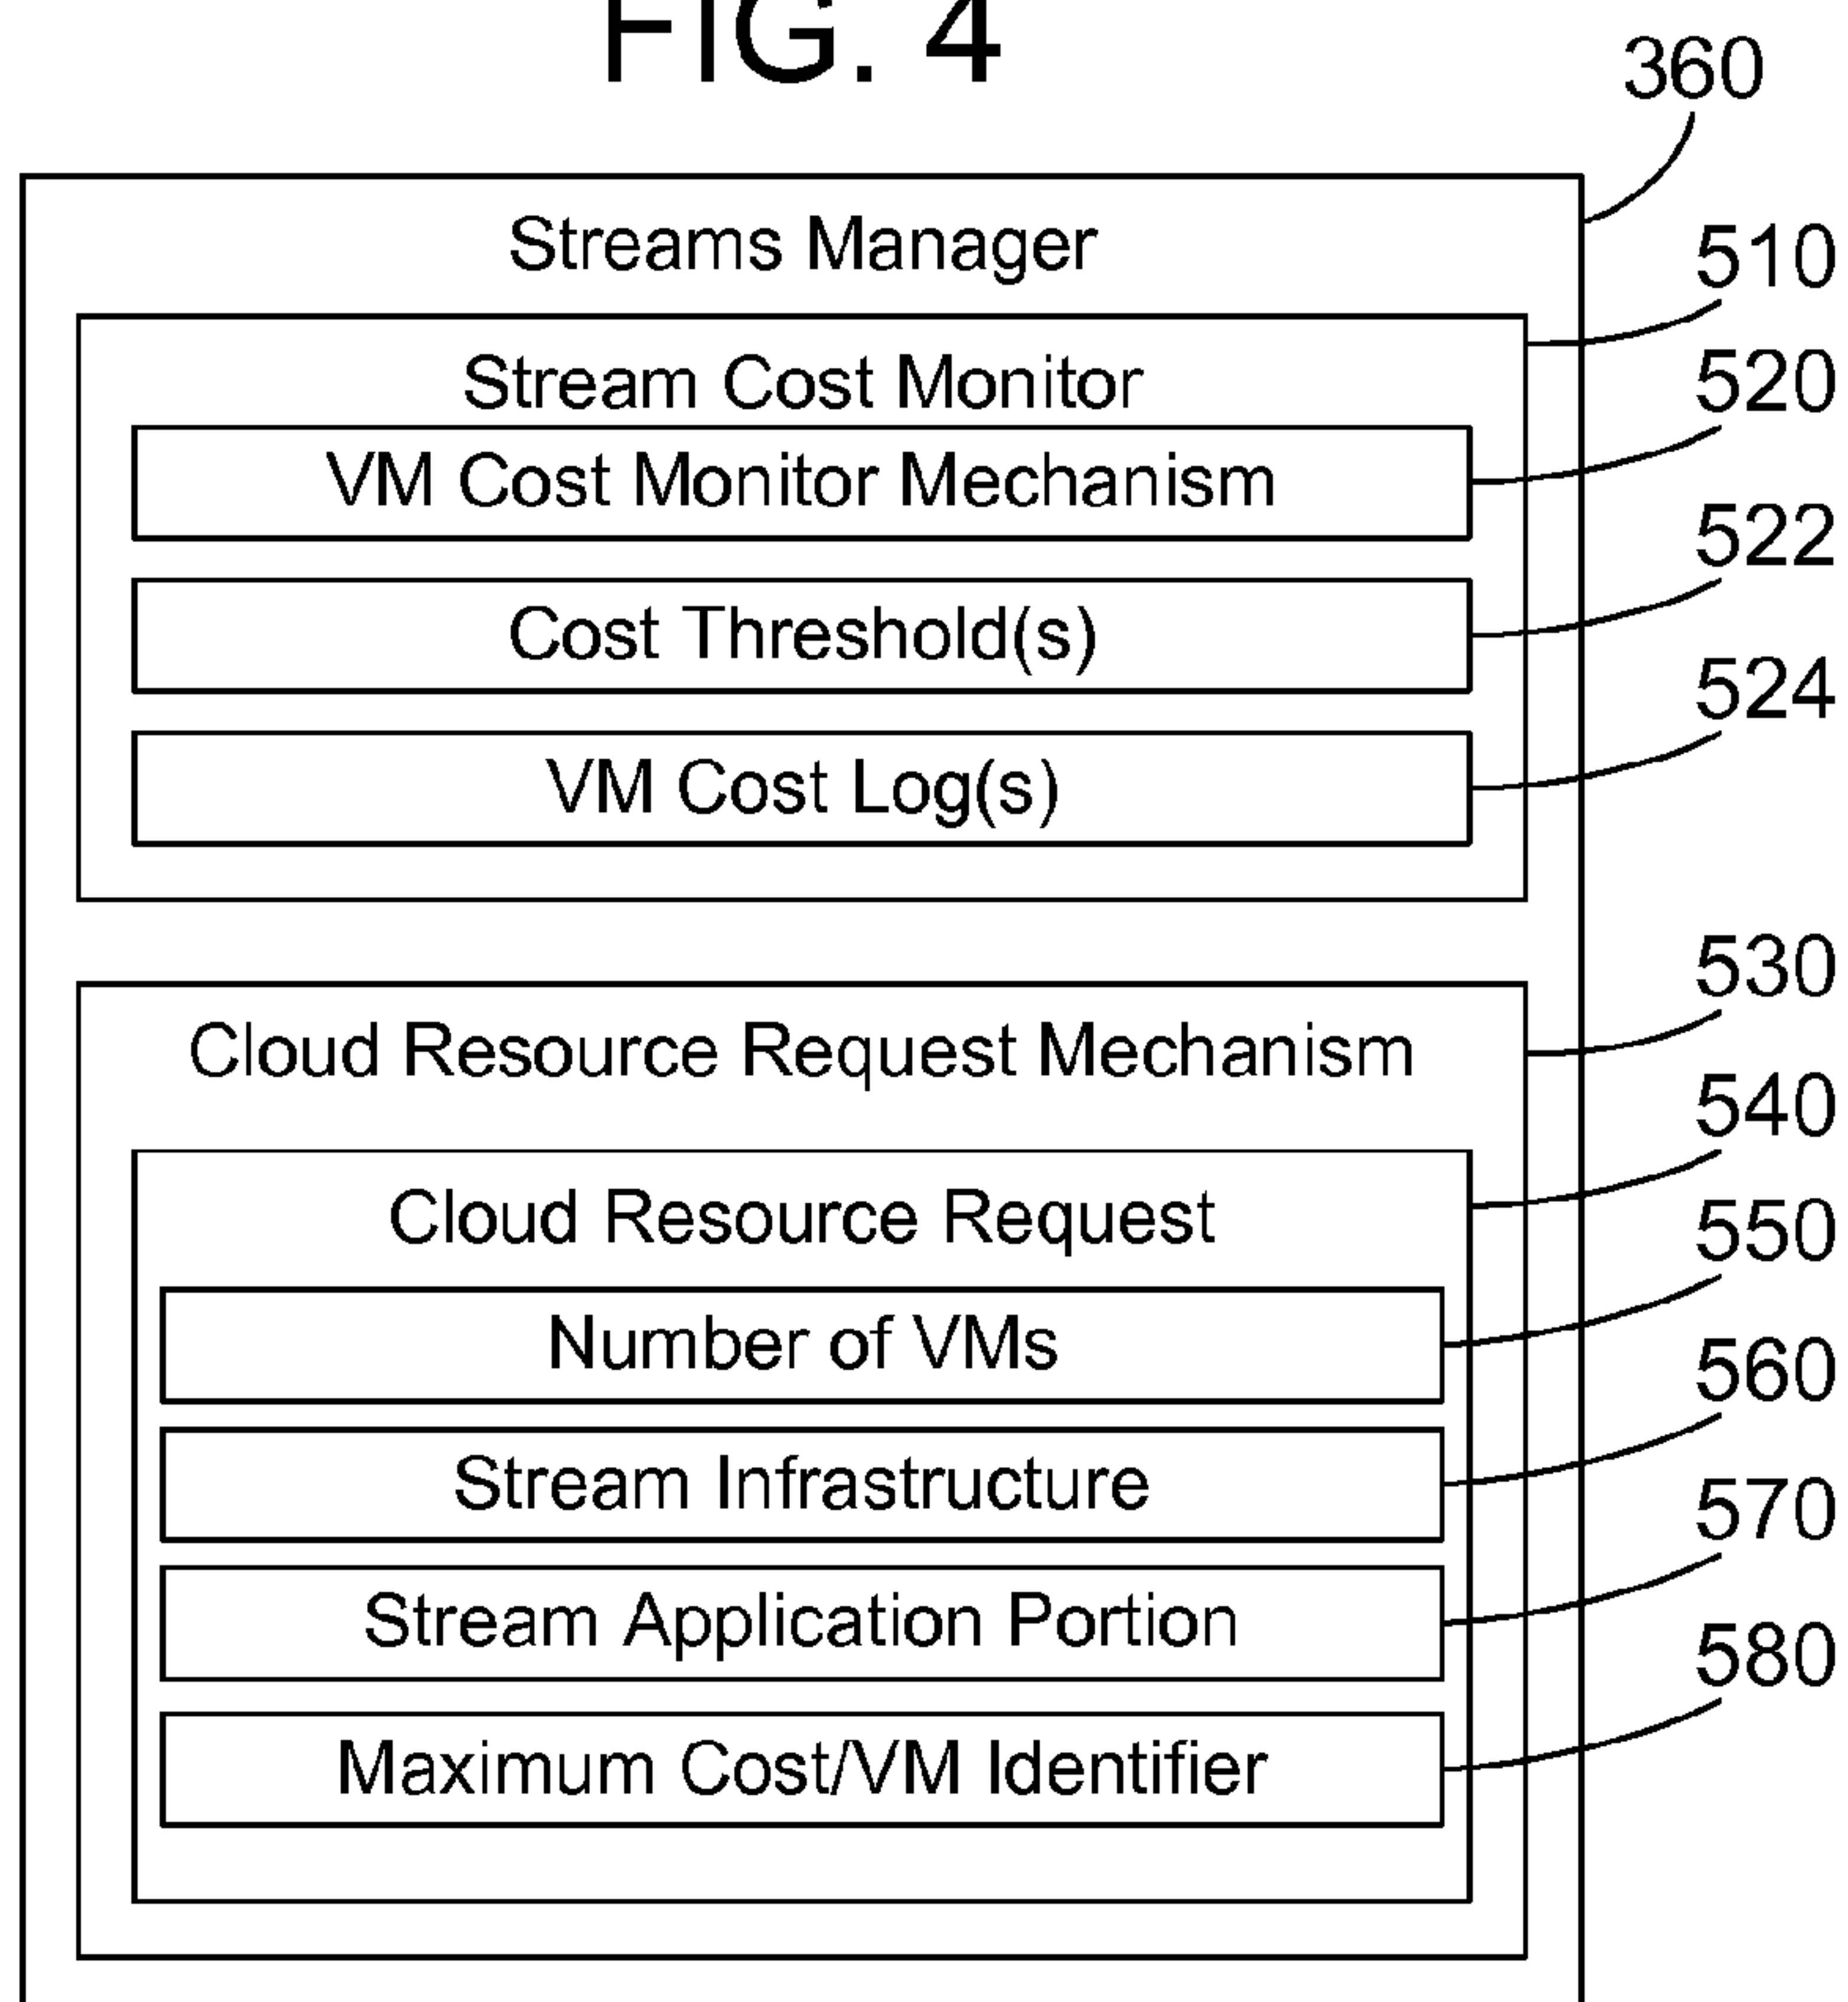 FIG. 4
360
Streams Manager
510
Stream Cost Monitor
520
VM Cost Monitor Mechanism
522
Cost Threshold(s)
524
VM Cost Log(s)
530
Cloud Resource Request Mechanism
540
Cloud Resource Request
550
Number of VMs
560
Stream Infrastructure
570
Stream Application Portion
580
Maximum Cost/VM Identifier